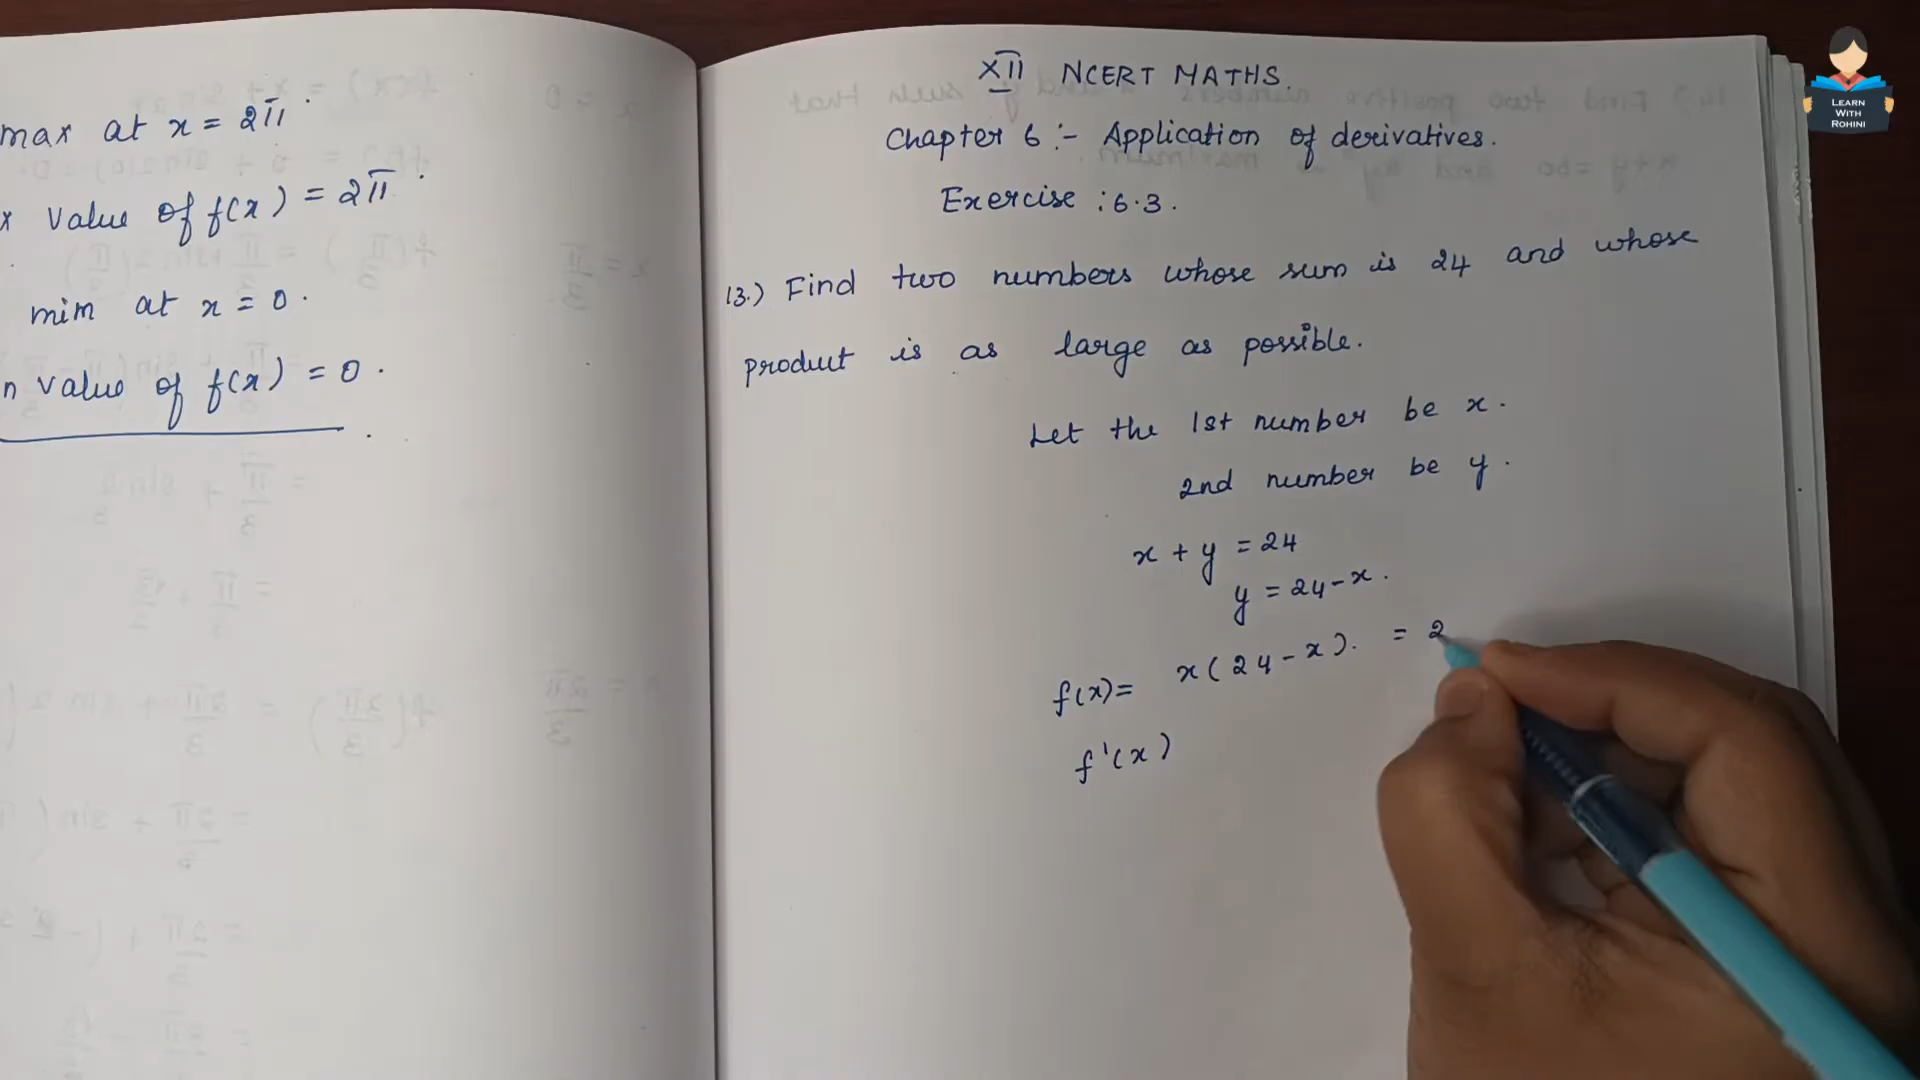 max at x = 2π.
x value of f(x) = 2π.
min at x = 0.
n value of f(x) = 0.
XII NCERT MATHS.
Chapter 6 :- Application of derivatives.
Exercise : 6.3.
13.) Find two numbers whose sum is 24 and whose
product is as large as possible.
Let the 1st number be x.
2nd number be y.
x + y = 24
y = 24 - x.
f(x) = x(24 - x). = 2
f'(x)
LEARN
WITH
ROHINI